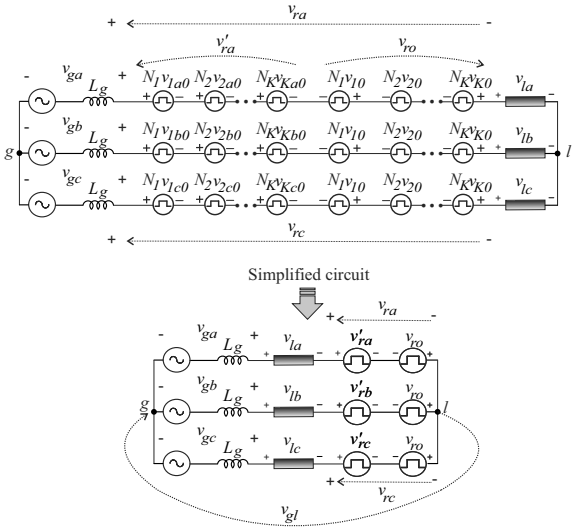 + v_ra -
v'_ra v_ro
- v_ga L_g + N_1v_1a0 N_2v_2a0 N_Kv_Ka0 N_1v_10 N_2v_20 N_Kv_K0 v_la
+ - + - + - - + - + - + + -
- v_gb L_g + N_1v_1b0 N_2v_2b0 N_Kv_Kb0 N_1v_10 N_2v_20 N_Kv_K0 v_lb
g + - + - + - - + - + - + + - l
- v_gc L_g + N_1v_1c0 N_2v_2c0 N_Kv_Kc0 N_1v_10 N_2v_20 N_Kv_K0 v_lc
+ - + - + - - + - + - + + -
+ v_rc -
Simplified circuit
+ v_ra -
- v_ga L_g + v_la v'_ra v_ro
+ - + - - +
- v_gb L_g + v_lb v'_rb v_ro
g + - + - - + l
- v_gc L_g + v_lc v'_rc v_ro
+ - + - - +
+ v_rc -
v_gl